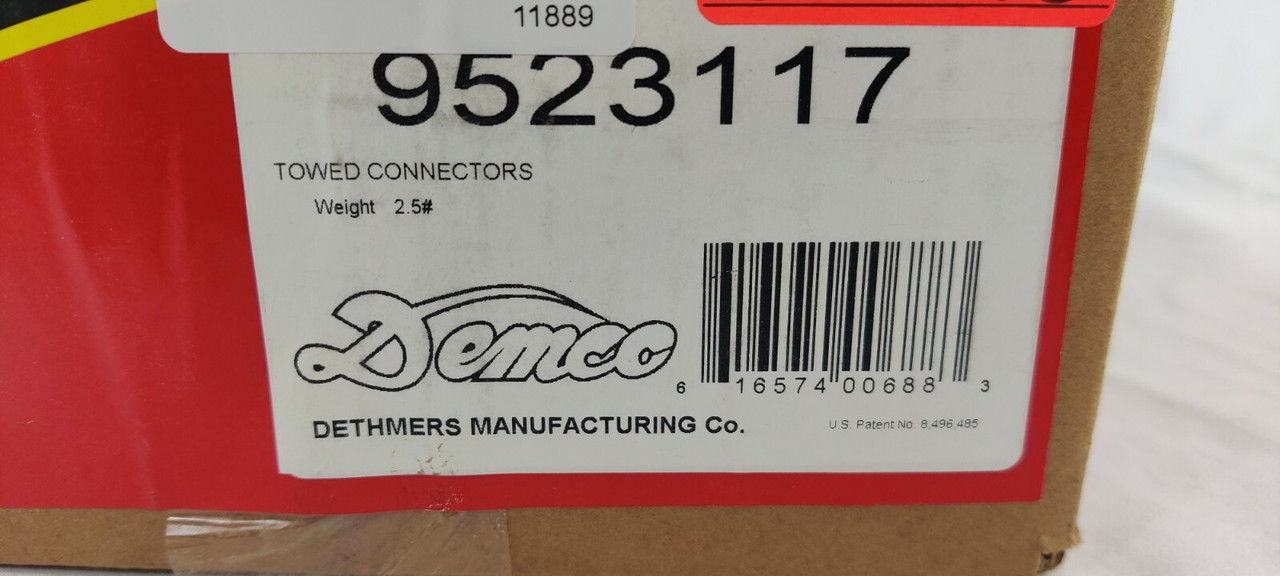 11889
9523117
TOWED CONNECTORS
Weight 2.5#
Demco
6 16574 00688 3
DETHMERS MANUFACTURING Co.
U.S. Patent No. 8,496,485